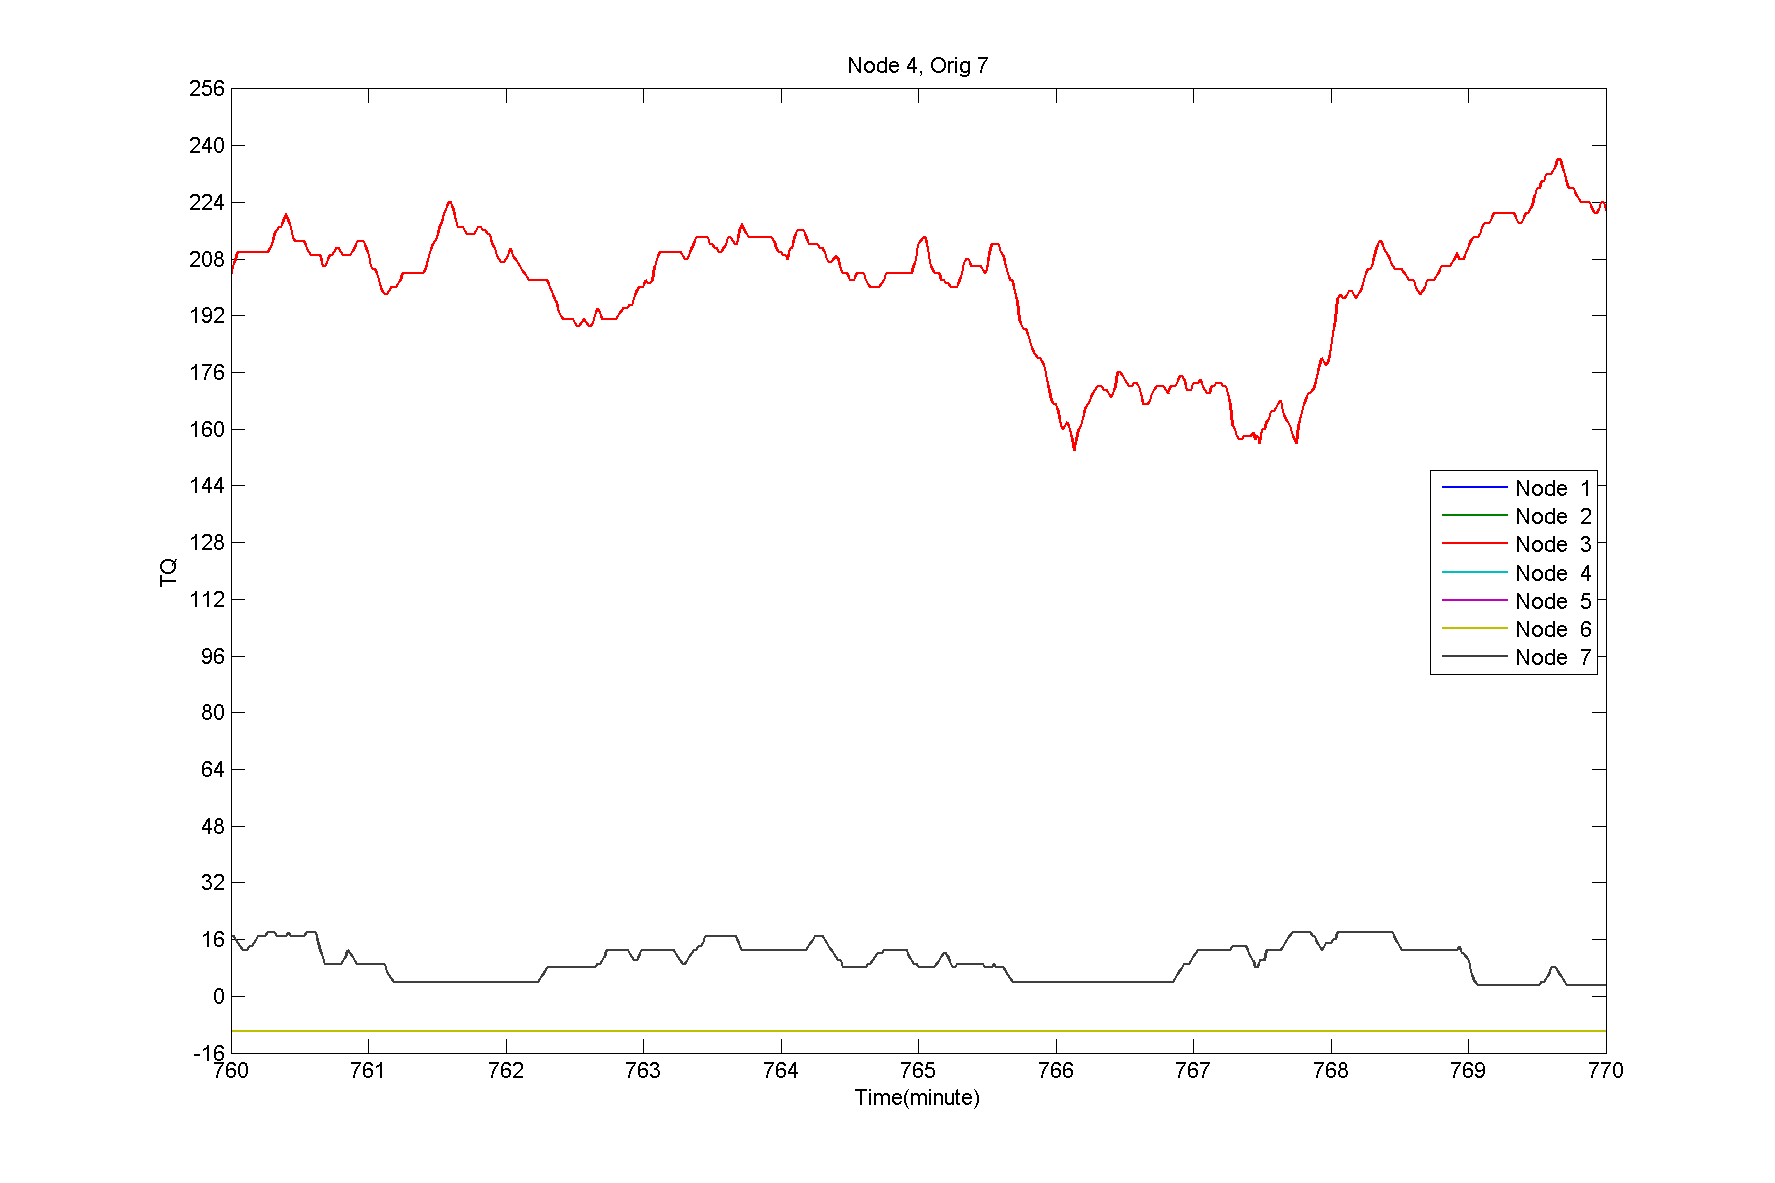 Node 4, Orig 7
256
240
224
208
192
176
160
144
128
112
96
80
64
48
32
16
0
-16
TQ
Node 1
Node 2
Node 3
Node 4
Node 5
Node 6
Node 7
760 761 762 763 764 765 766 767 768 769 770
Time(minute)